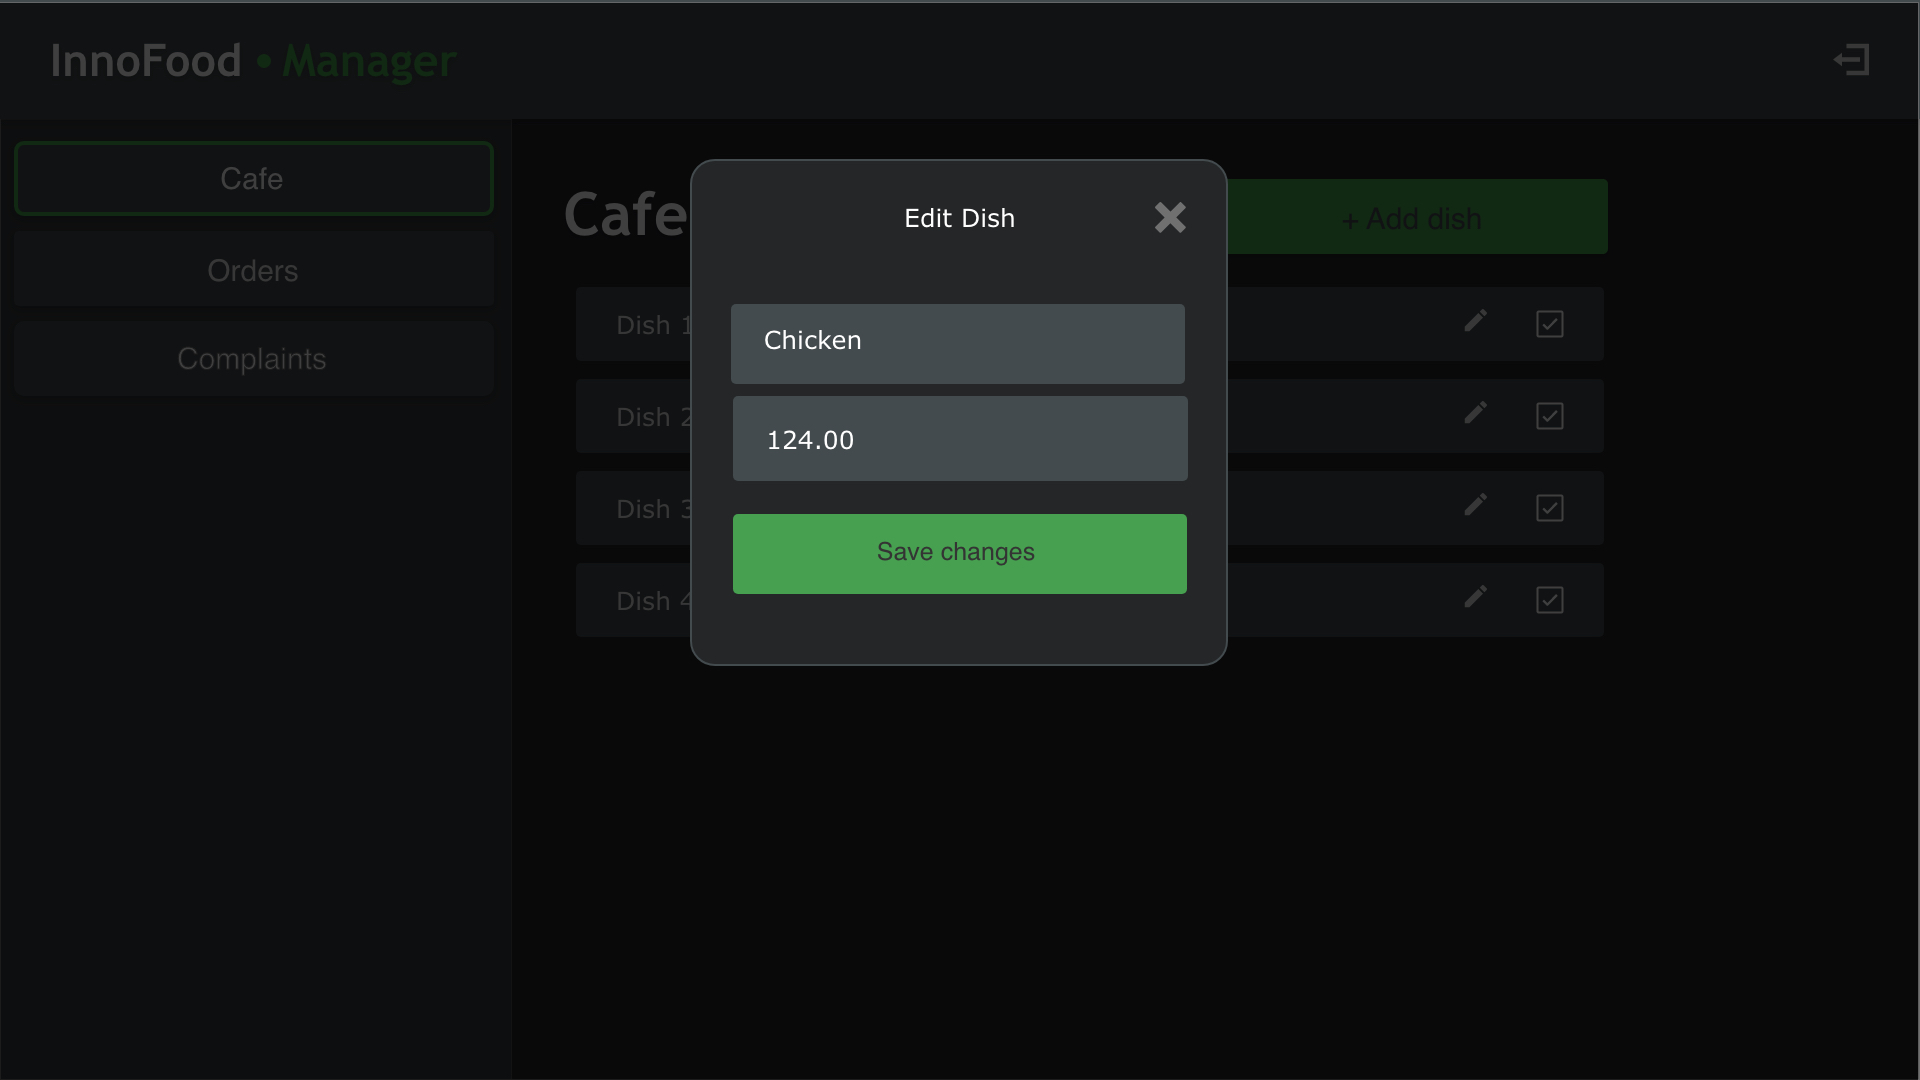 InnoFood • Manager
Cafe
Orders
Complaints
Cafe
+ Add dish
Edit Dish
Chicken
124.00
Save changes
Dish 1
Dish 2
Dish 3
Dish 4